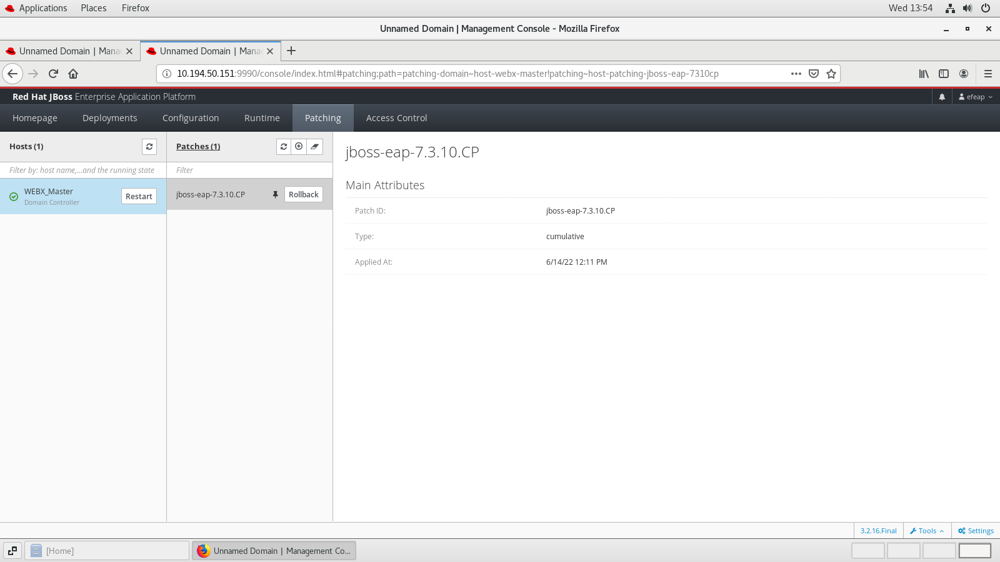 Applications Places Firefox Wed 13:54
Unnamed Domain | Management Console - Mozilla Firefox
Unnamed Domain | Mana Unnamed Domain | Mana
10.194.50.151:9990/console/index.html#patching;path=patching-domain~host-webx-master!patching~host-patching-jboss-eap-7310cp
Red Hat JBoss Enterprise Application Platform efeap
Homepage Deployments Configuration Runtime Patching Access Control
Hosts (1)
Filter by: host name,...and the running state
WEBX_Master
Domain Controller
Restart
Patches (1)
Filter
jboss-eap-7.3.10.CP
Rollback
jboss-eap-7.3.10.CP
Main Attributes
Patch ID: jboss-eap-7.3.10.CP
Type: cumulative
Applied At: 6/14/22 12:11 PM
3.2.16.Final Tools Settings
[Home] Unnamed Domain | Management Co...